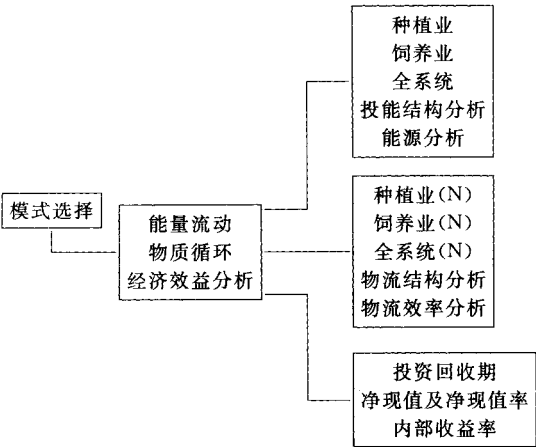 模式选择
能量流动
物质循环
经济效益分析
种植业
饲养业
全系统
投能结构分析
能源分析
种植业(N)
饲养业(N)
全系统(N)
物流结构分析
物流效率分析
投资回收期
净现值及净现值率
内部收益率